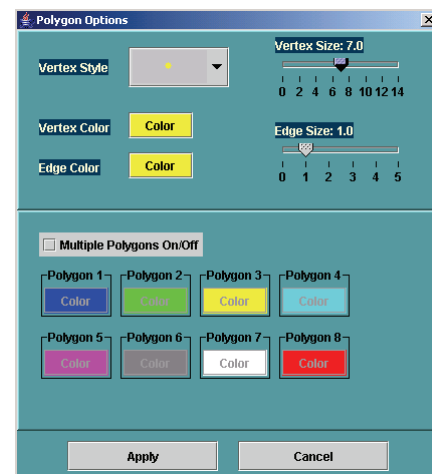 Polygon Options
Vertex Style
Vertex Size: 7.0
0 2 4 6 8 10 12 14
Vertex Color Color
Edge Size: 1.0
Edge Color Color
0 1 2 3 4 5
Multiple Polygons On/Off
Polygon 1 Polygon 2 Polygon 3 Polygon 4
Color Color Color Color
Polygon 5 Polygon 6 Polygon 7 Polygon 8
Color Color Color Color
Apply Cancel